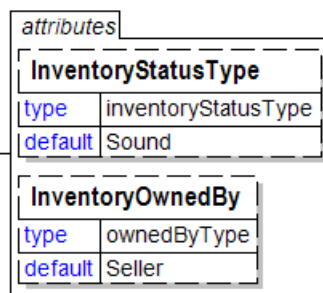 attributes
InventoryStatusType
type inventoryStatusType
default Sound
InventoryOwnedBy
type ownedByType
default Seller